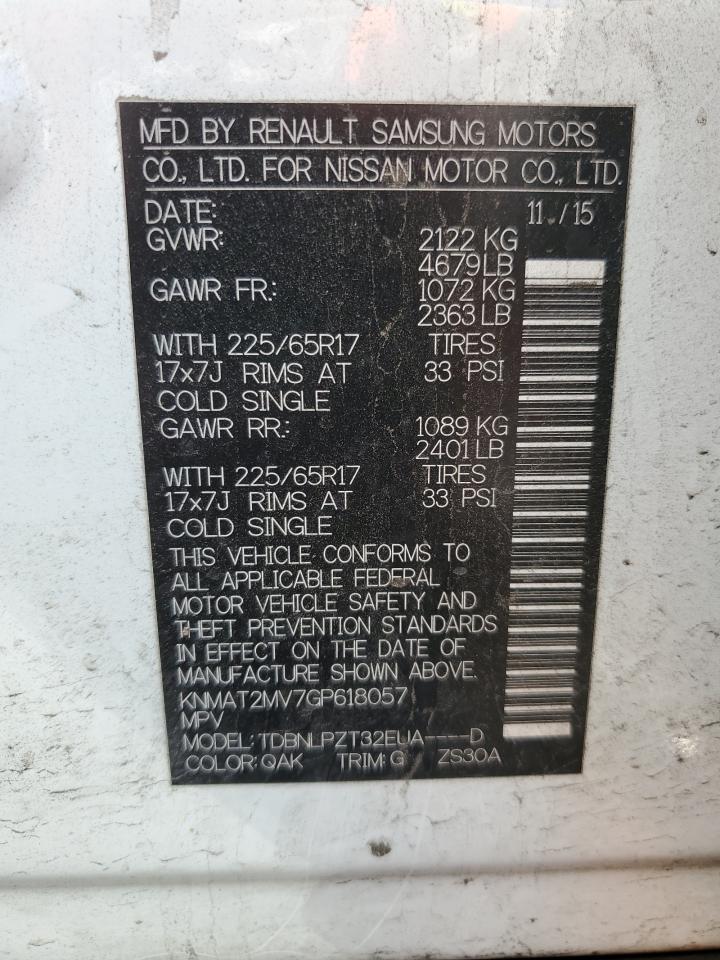 MFD BY RENAULT SAMSUNG MOTORS
CO., LTD. FOR NISSAN MOTOR CO., LTD.
DATE: 11 / 15
GVWR: 2122 KG
4679 LB
GAWR FR.: 1072 KG
2363 LB
WITH 225/65R17 TIRES
17x7J RIMS AT 33 PSI
COLD SINGLE
GAWR RR.: 1089 KG
2401 LB
WITH 225/65R17 TIRES
17x7J RIMS AT 33 PSI
COLD SINGLE
THIS VEHICLE CONFORMS TO
ALL APPLICABLE FEDERAL
MOTOR VEHICLE SAFETY AND
THEFT PREVENTION STANDARDS
IN EFFECT ON THE DATE OF
MANUFACTURE SHOWN ABOVE.
KNMAT2MV7GP618057
MPV
MODEL: TDBNLPZT32EUA----D
COLOR: QAK TRIM: G ZS30A